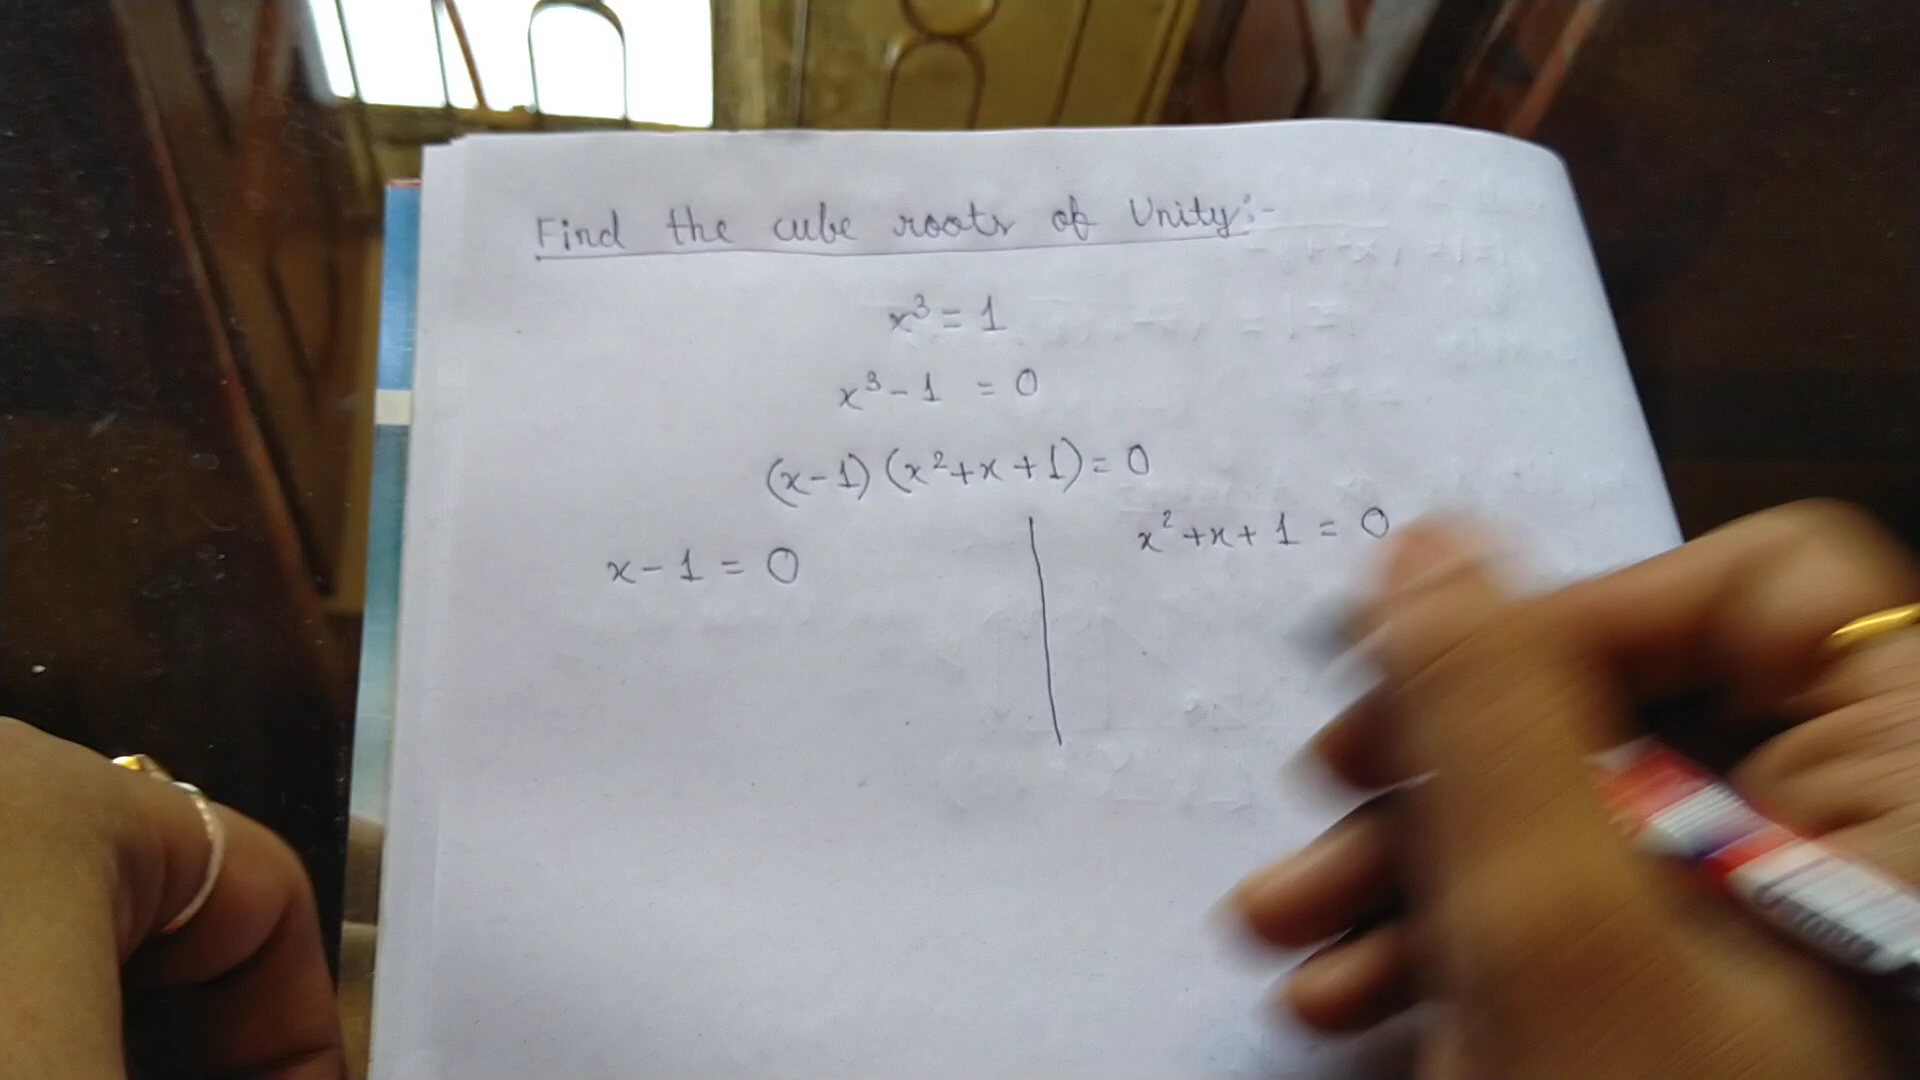 Find the cube roots of Unity:-
x³ = 1
x³ - 1 = 0
(x - 1) (x² + x + 1) = 0
x - 1 = 0
x² + x + 1 = 0